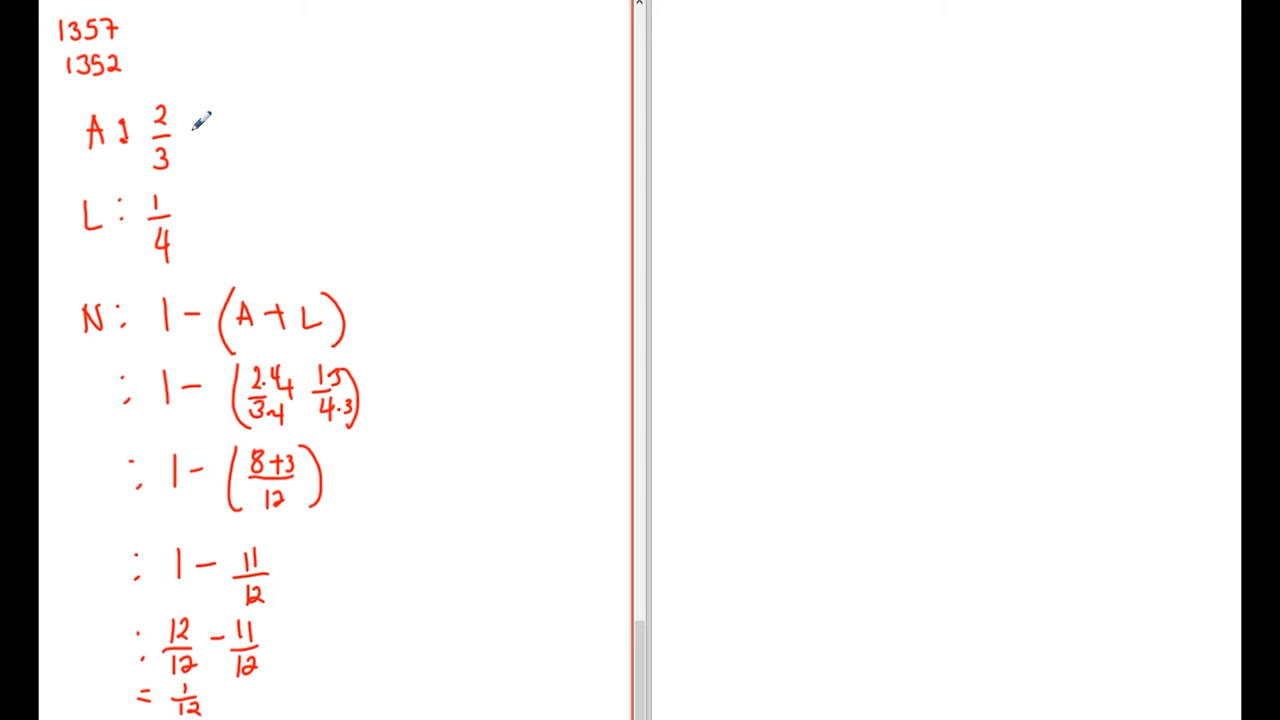 1357
1352
A : 2/3
L : 1/4
N : 1 - (A + L)
: 1 - (2·4/3·4 + 1·3/4·3)
: 1 - (8+3/12)
: 1 - 11/12
: 12/12 - 11/12
= 1/12